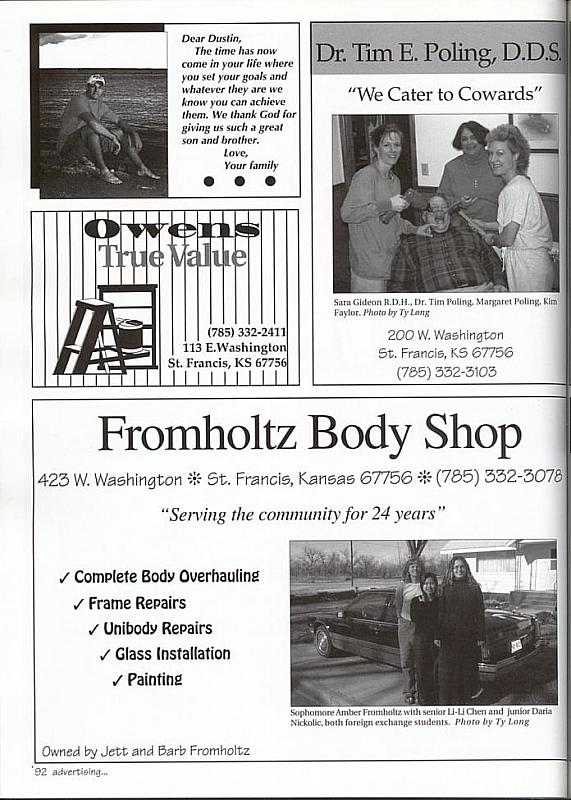 Dear Dustin,
The time has now
come in your life where
you set your goals and
whatever they are we
know you can achieve
them. We thank God for
giving us such a great
son and brother.
Love,
Your family
Dr. Tim E. Poling, D.D.S.
“We Cater to Cowards”
Sara Gideon R.D.H., Dr. Tim Poling, Margaret Poling, Kim
Faylor. Photo by Ty Long
200 W. Washington
St. Francis, KS 67756
(785) 332-3103
Owens
True Value
(785) 332-2411
113 E.Washington
St. Francis, KS 67756
Fromholtz Body Shop
423 W. Washington ❊ St. Francis, Kansas 67756 ❊ (785) 332-3078
“Serving the community for 24 years”
✓ Complete Body Overhauling
✓ Frame Repairs
✓ Unibody Repairs
✓ Glass Installation
✓ Painting
Sophomore Amber Fromholtz with senior Li-Li Chen and junior Daria
Nickolic, both foreign exchange students. Photo by Ty Long
Owned by Jett and Barb Fromholtz
'92 advertising...